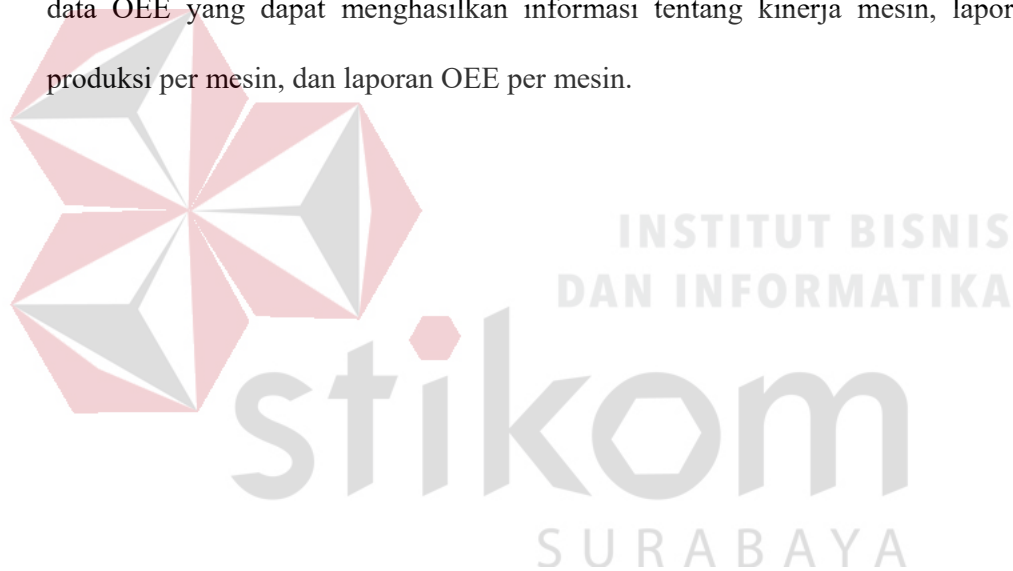 data OEE yang dapat menghasilkan informasi tentang kinerja mesin, lapor
produksi per mesin, dan laporan OEE per mesin.
INSTITUT BISNIS
DAN INFORMATIKA
stikom
SURABAYA